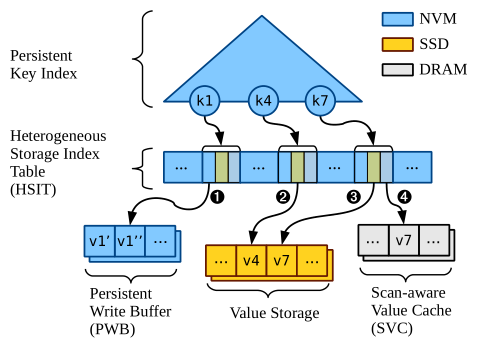 Persistent
Key Index
NVM
SSD
DRAM
k1 k4 k7
Heterogeneous
Storage Index
Table
(HSIT)
... ... ... ...
❶ ❷ ❸ ❹
v1' v1'' ...
... v4 v7 ...
... v7 ...
Persistent
Write Buffer
(PWB)
Value Storage
Scan-aware
Value Cache
(SVC)